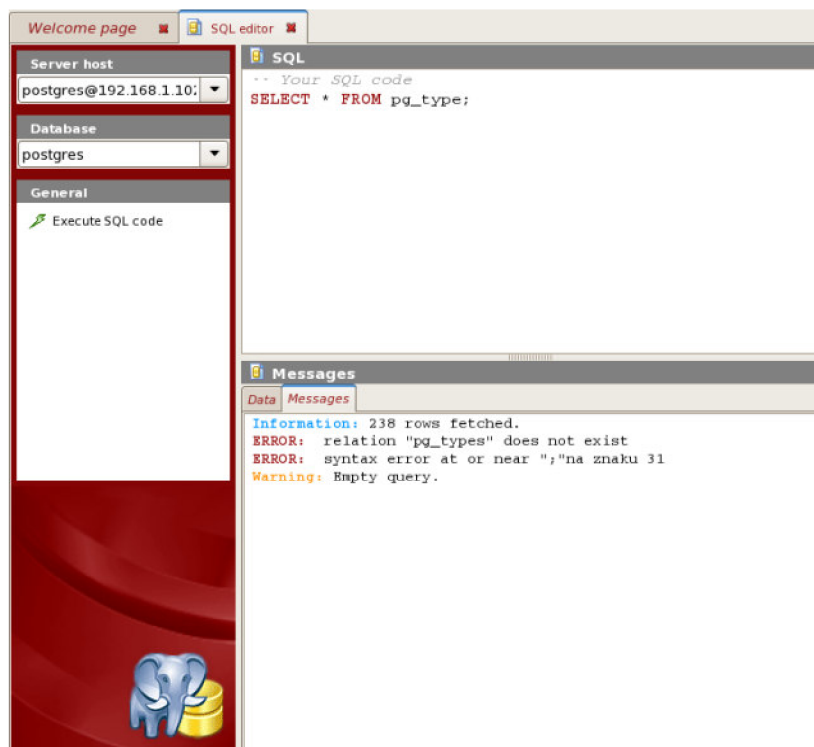 Welcome page
SQL editor
Server host
postgres@192.168.1.10
Database
postgres
General
Execute SQL code
SQL
-- Your SQL code
SELECT * FROM pg_type;
Messages
Data
Messages
Information: 238 rows fetched.
ERROR: relation "pg_types" does not exist
ERROR: syntax error at or near ";"na znaku 31
Warning: Empty query.